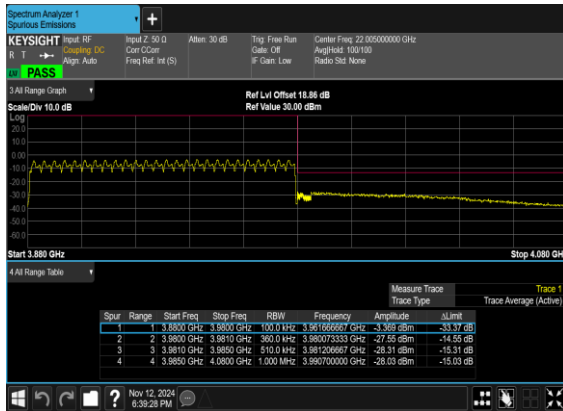 Spectrum Analyzer 1
Spurious Emissions
KEYSIGHT Input: RF Input Z: 50 Ω Atten: 30 dB Trig: Free Run Center Freq: 22.005000000 GHz
R T Coupling: DC Corr CCorr Gate: Off Avg|Hold: 100/100
Align: Auto Freq Ref: Int (S) IF Gain: Low Radio Std: None
PASS
3 All Range Graph
Ref Lvl Offset 18.86 dB
Scale/Div 10.0 dB Ref Value 30.00 dBm
Log
20.0
10.0
0.00
-10.0
-20.0
-30.0
-40.0
-50.0
-60.0
Start 3.880 GHz Stop 4.080 GH
4 All Range Table
Measure Trace Trace 1
Trace Type Trace Average (Active)
Spur Range Start Freq Stop Freq RBW Frequency Amplitude ΔLimit
1 1 3.8800 GHz 3.9800 GHz 100.0 kHz 3.961666667 GHz -3.369 dBm -33.37 dB
2 2 3.9800 GHz 3.9810 GHz 360.0 kHz 3.980073333 GHz -27.55 dBm -14.55 dB
3 3 3.9810 GHz 3.9850 GHz 510.0 kHz 3.981206667 GHz -28.31 dBm -15.31 dB
4 4 3.9850 GHz 4.0800 GHz 1.000 MHz 3.990700000 GHz -28.03 dBm -15.03 dB
Nov 12, 2024
6:39:28 PM